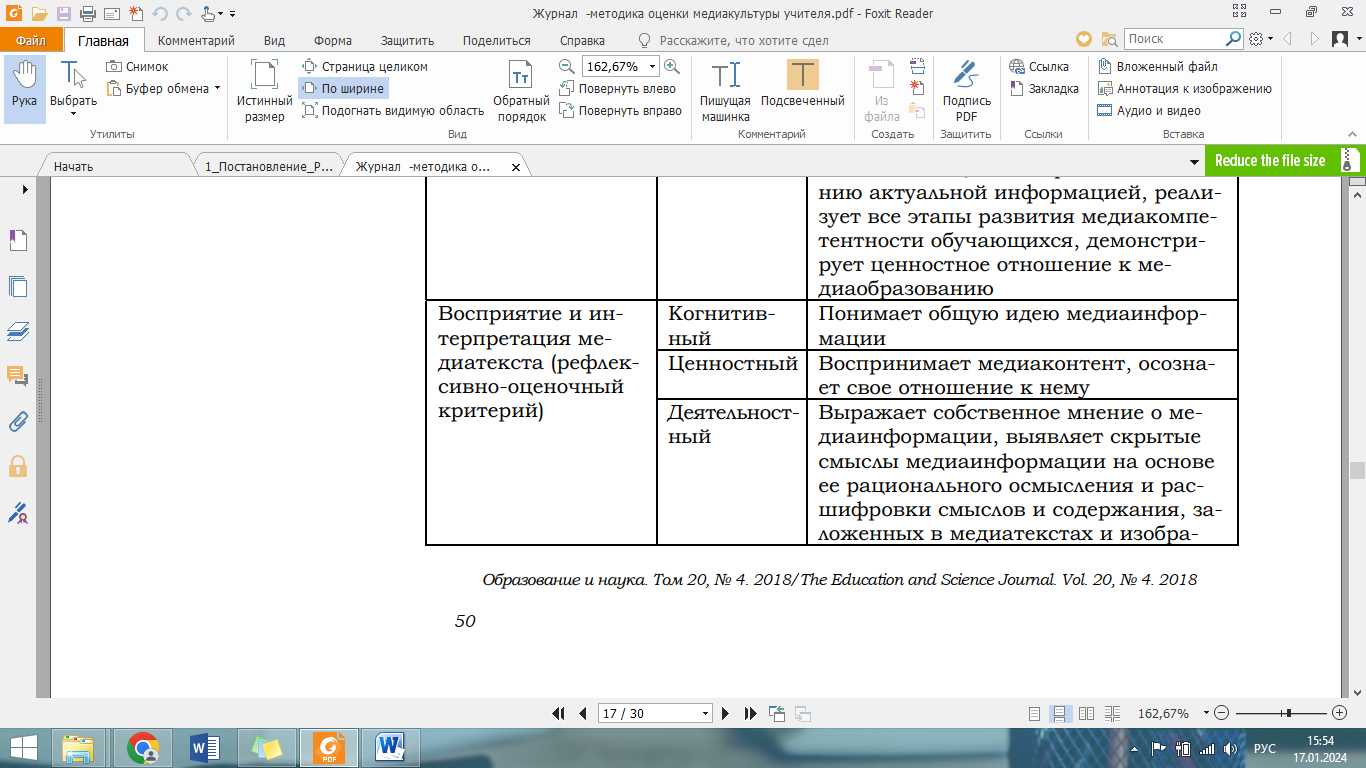 Журнал -методика оценки медиакультуры учителя.pdf - Foxit Reader
Файл
Главная
Комментарий
Вид
Форма
Защитить
Поделиться
Справка
Расскажите, что хотите сдел
Поиск
Рука
Выбрать
Снимок
Буфер обмена
Утилиты
Истинный размер
Страница целиком
По ширине
Подогнать видимую область
Обратный порядок
162,67%
Повернуть влево
Повернуть вправо
Вид
Пишущая машинка
Подсвеченный
Комментарий
Из файла
Создать
Подпись PDF
Защитить
Ссылка
Закладка
Ссылки
Вложенный файл
Аннотация к изображению
Аудио и видео
Вставка
Начать
1_Постановление_Р...
Журнал -методика о...
Reduce the file size
нию актуальной информацией, реали-
зует все этапы развития медиакомпе-
тентности обучающихся, демонстри-
рует ценностное отношение к ме-
диаобразованию
Восприятие и ин-
терпретация ме-
диатекста (рефлек-
сивно-оценочный
критерий)
Когнитив-
ный
Понимает общую идею медиаинфор-
мации
Ценностный
Воспринимает медиаконтент, осозна-
ет свое отношение к нему
Деятельност-
ный
Выражает собственное мнение о ме-
диаинформации, выявляет скрытые
смыслы медиаинформации на основе
ее рационального осмысления и рас-
шифровки смыслов и содержания, за-
ложенных в медиатекстах и изобра-
Образование и наука. Том 20, № 4. 2018/The Education and Science Journal. Vol. 20, № 4. 2018
50
17 / 30
162,67%
РУС
15:54
17.01.2024